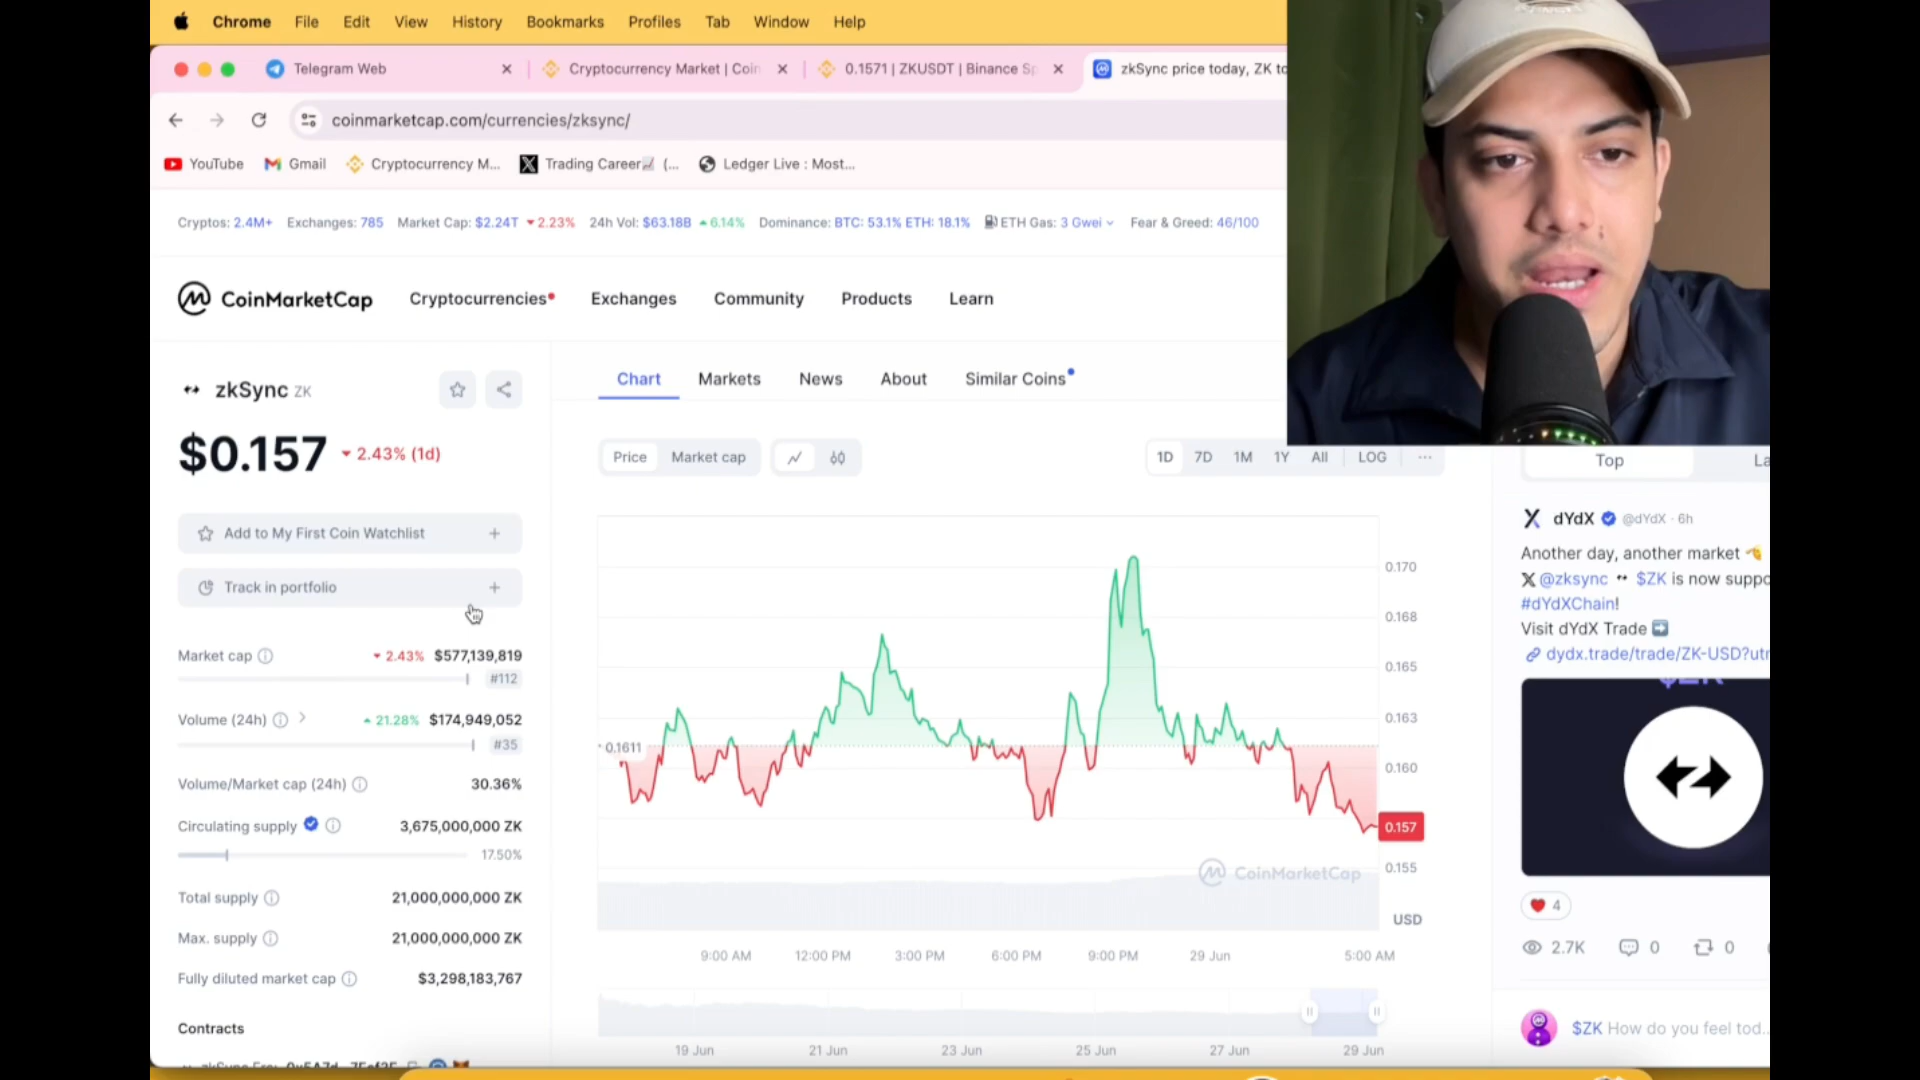 Chrome File Edit View History Bookmarks Profiles Tab Window Help
Telegram Web
Cryptocurrency Market | Coin
0.1571 | ZKUSDT | Binance Sp
zkSync price today, ZK to
coinmarketcap.com/currencies/zksync/
YouTube Gmail Cryptocurrency M... Trading Career (... Ledger Live : Most...
Cryptos: 2.4M+ Exchanges: 785 Market Cap: $2.24T 2.23% 24h Vol: $63.18B 6.14% Dominance: BTC: 53.1% ETH: 18.1% ETH Gas: 3 Gwei Fear & Greed: 46/100
CoinMarketCap Cryptocurrencies Exchanges Community Products Learn
zkSync ZK
$0.157 2.43% (1d)
Add to My First Coin Watchlist +
Track in portfolio +
Market cap 2.43% $577,139,819
#112
Volume (24h) 21.28% $174,949,052
#35
Volume/Market cap (24h) 30.36%
Circulating supply 3,675,000,000 ZK
17.50%
Total supply 21,000,000,000 ZK
Max. supply 21,000,000,000 ZK
Fully diluted market cap $3,298,183,767
Contracts
Chart Markets News About Similar Coins
Price Market cap
1D 7D 1M 1Y All LOG ...
0.170
0.168
0.165
0.163
0.1611
0.160
0.157
0.155
CoinMarketCap
USD
9:00 AM 12:00 PM 3:00 PM 6:00 PM 9:00 PM 29 Jun 5:00 AM
19 Jun 21 Jun 23 Jun 25 Jun 27 Jun 29 Jun
Top La
dYdX @dYdX · 6h
Another day, another market
@zksync $ZK is now suppo
#dYdXChain!
Visit dYdX Trade
dydx.trade/trade/ZK-USD?utr
$ZK
4
2.7K 0 0
$ZK How do you feel tod...